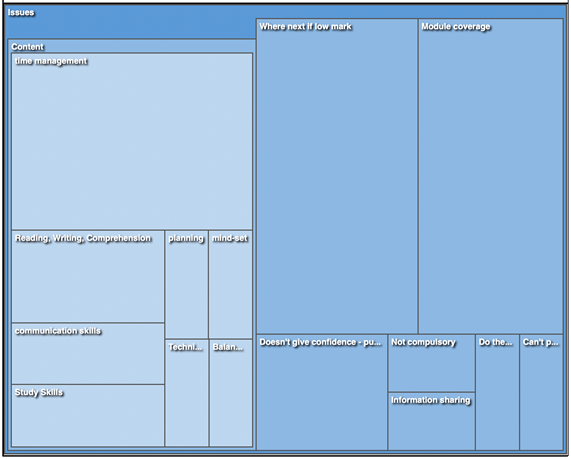 Issues
Content
time management
Reading, Writing, Comprehension
planning
mind-set
communication skills
Techni...
Balan...
Study Skills
Where next if low mark
Module coverage
Doesn't give confidence - pu...
Not compulsory
Information sharing
Do the...
Can't p...